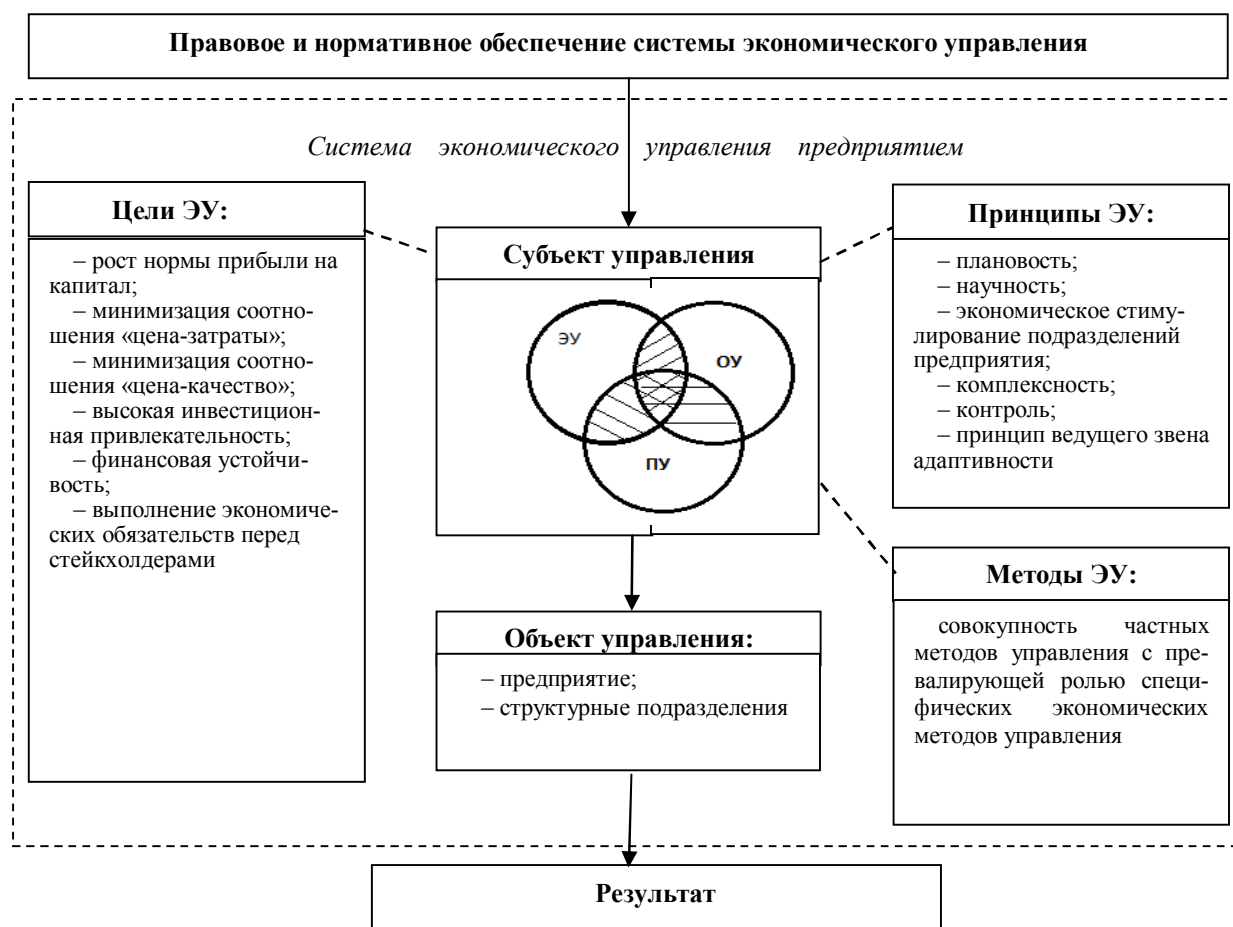 Правовое и нормативное обеспечение системы экономического управления
Система экономического управления предприятием
Цели ЭУ:
– рост нормы прибыли на
капитал;
– минимизация соотно-
шения «цена-затраты»;
– минимизация соотно-
шения «цена-качество»;
– высокая инвестицион-
ная привлекательность;
– финансовая устойчи-
вость;
– выполнение экономиче-
ских обязательств перед
стейкхолдерами
Субъект управления
ЭУ
ОУ
ПУ
Объект управления:
– предприятие;
– структурные подразделения
Принципы ЭУ:
– плановость;
– научность;
– экономическое стиму-
лирование подразделений
предприятия;
– комплексность;
– контроль;
– принцип ведущего звена
адаптивности
Методы ЭУ:
совокупность частных
методов управления с пре-
валирующей ролью специ-
фических экономических
методов управления
Результат